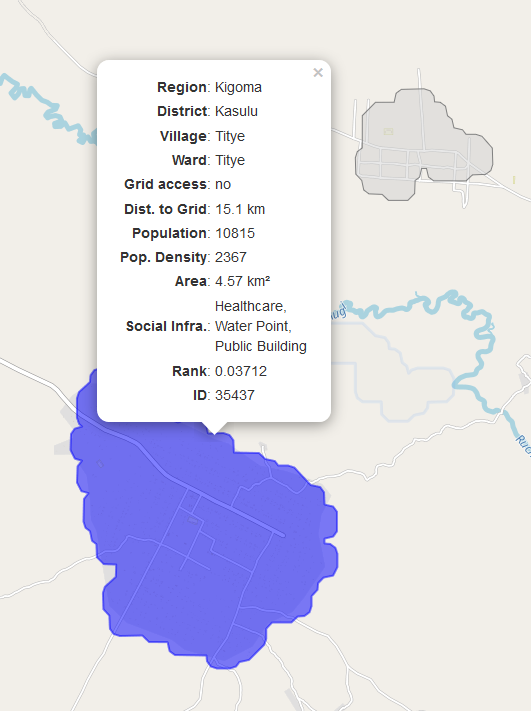 ×
Region: Kigoma
District: Kasulu
Village: Titye
Ward: Titye
Grid access: no
Dist. to Grid: 15.1 km
Population: 10815
Pop. Density: 2367
Area: 4.57 km²
Healthcare,
Social Infra.: Water Point,
Public Building
Rank: 0.03712
ID: 35437